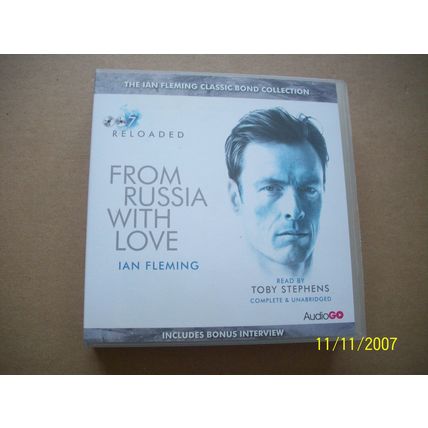 THE IAN FLEMING CLASSIC BOND COLLECTION
007
RELOADED
FROM
RUSSIA
WITH
LOVE
IAN FLEMING
READ BY
TOBY STEPHENS
COMPLETE & UNABRIDGED
AudioGO
INCLUDES BONUS INTERVIEW
11/11/2007